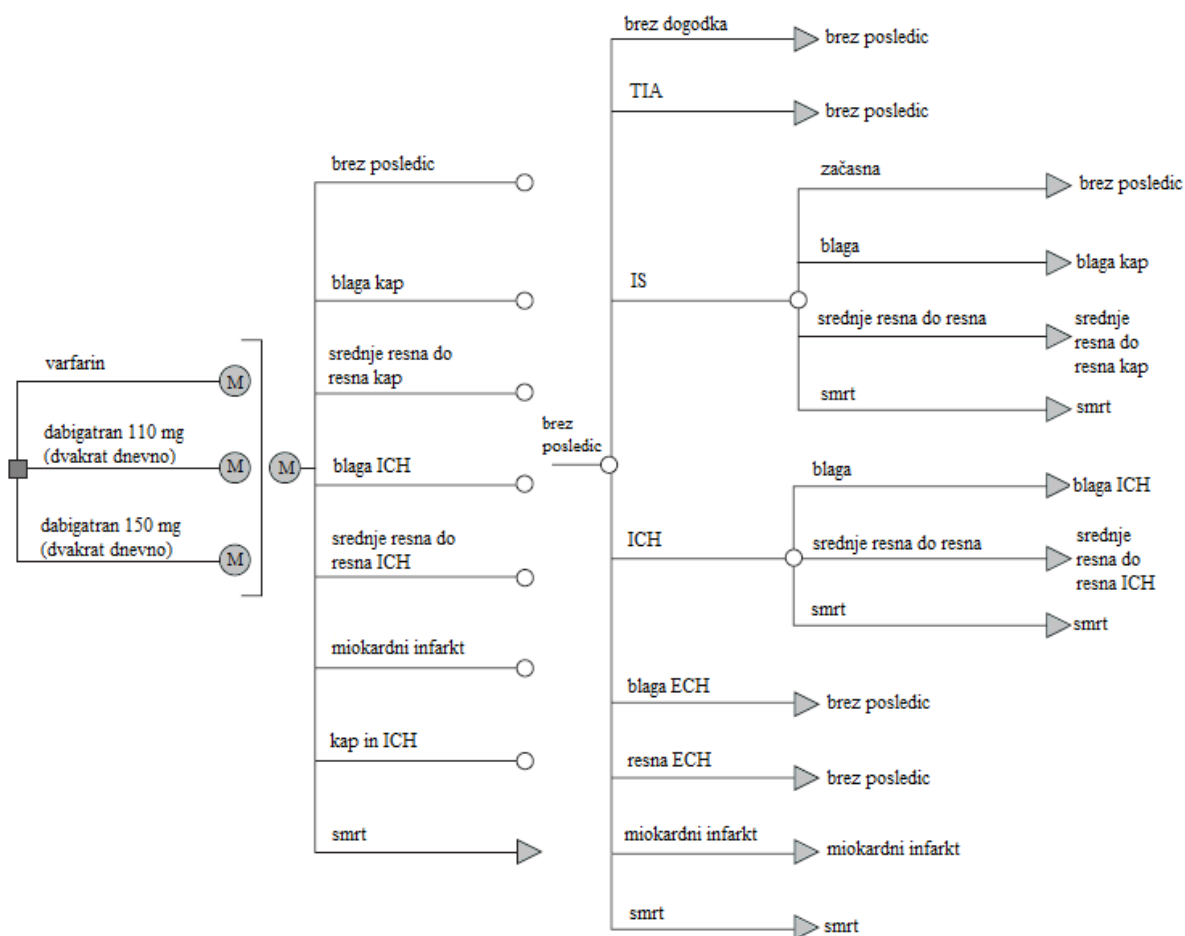 varfarin
M
dabigatran 110 mg
(dvakrat dnevno)
M
dabigatran 150 mg
(dvakrat dnevno)
M
M
brez posledic
blaga kap
srednje resna do
resna kap
blaga ICH
srednje resna do
resna ICH
miokardni infarkt
kap in ICH
smrt
brez
posledic
brez dogodka
brez posledic
TIA
brez posledic
IS
začasna
brez posledic
blaga
blaga kap
srednje resna do resna
srednje
resna do
resna kap
smrt
smrt
ICH
blaga
blaga ICH
srednje resna do resna
srednje
resna do
resna ICH
smrt
smrt
blaga ECH
brez posledic
resna ECH
brez posledic
miokardni infarkt
miokardni infarkt
smrt
smrt